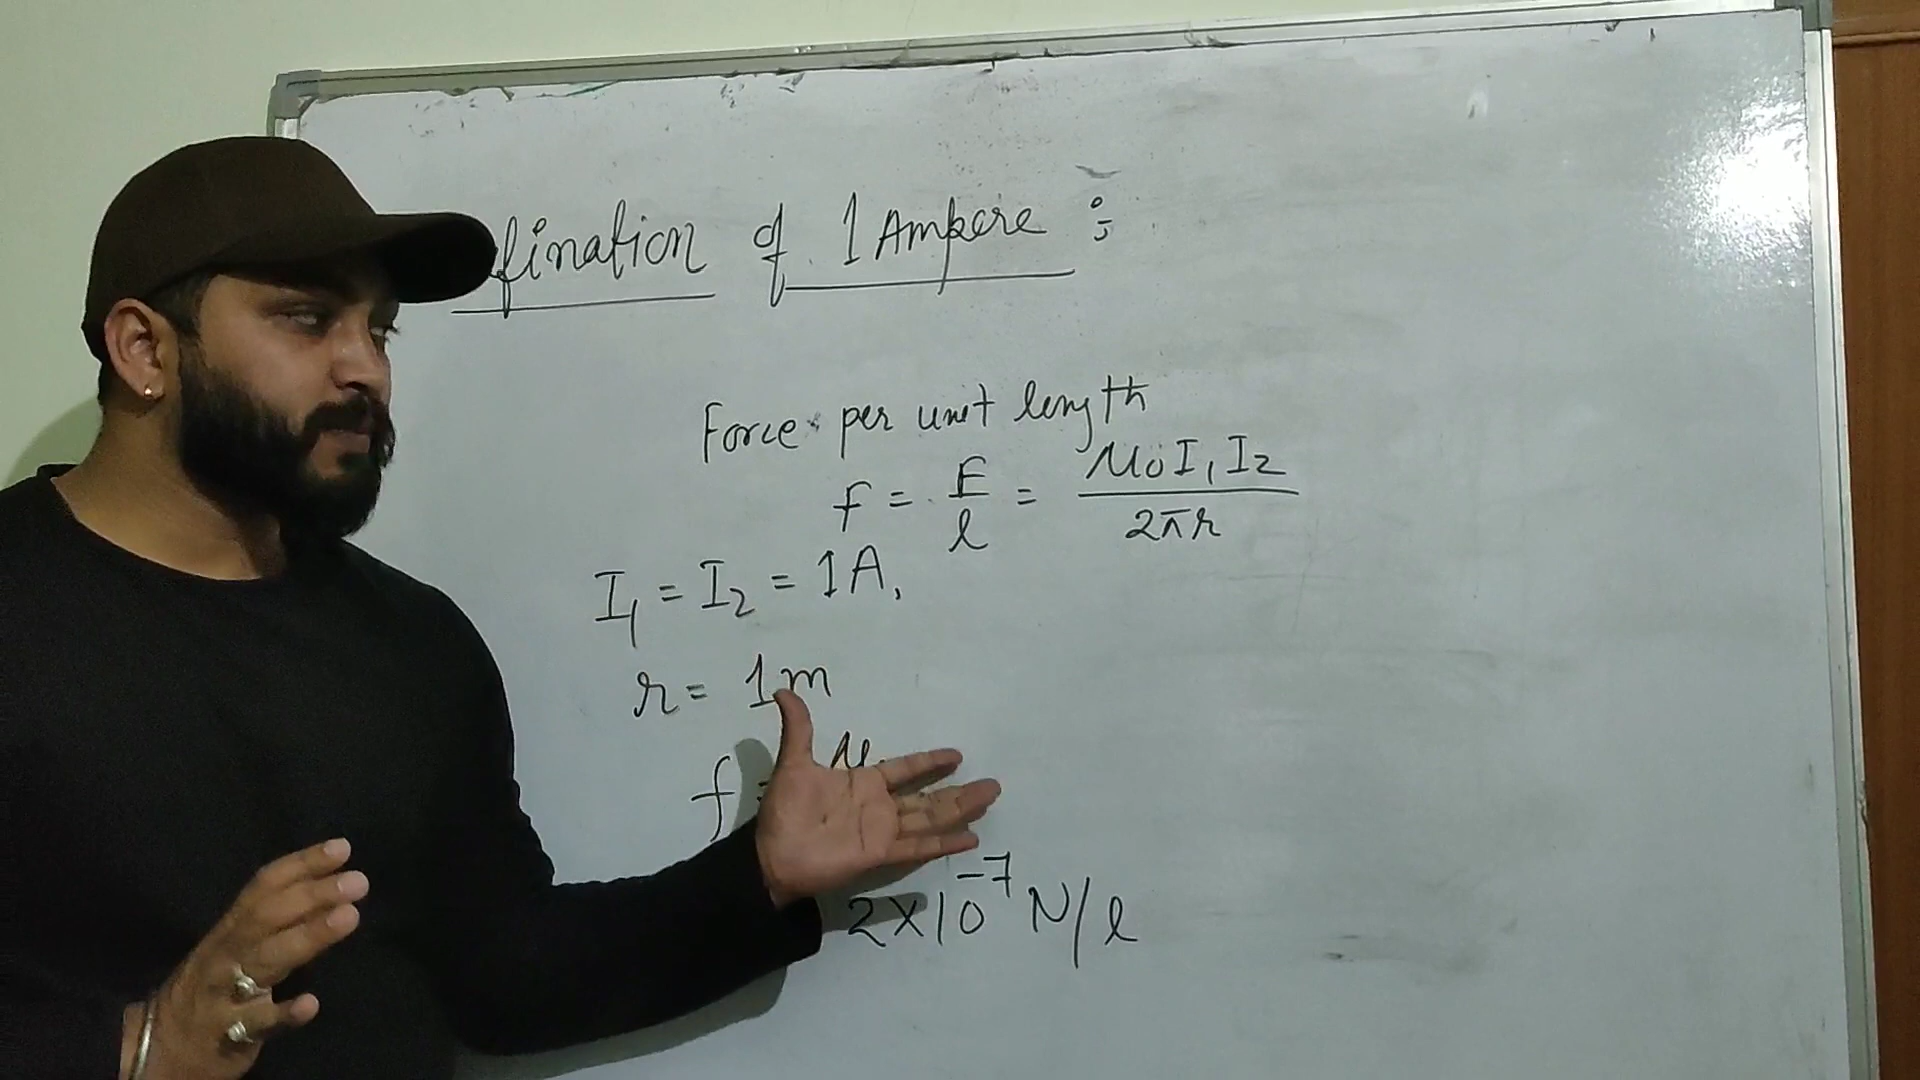 fination of 1 Ampere :
Force per unit length
f = F/l = μ₀I₁I₂/2πr
I₁ = I₂ = 1A,
r = 1m
f = μ
2×10⁻⁷ N/l